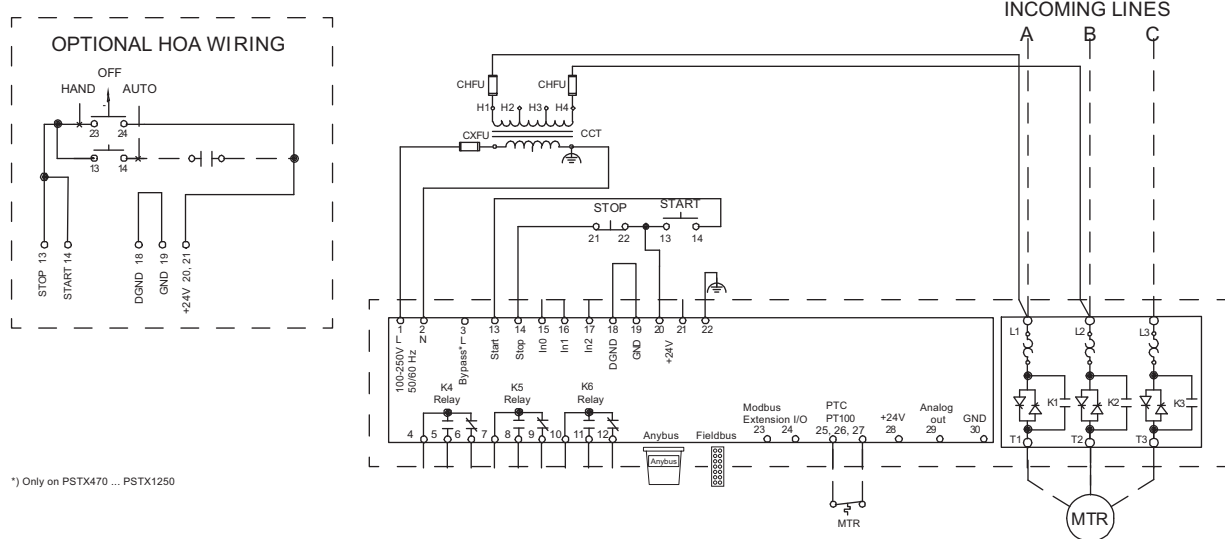 INCOMING LINES
A B C
OPTIONAL HOA WIRING
OFF
HAND AUTO
23 24
13 14
STOP 13
START 14
DGND 18
GND 19
+24V 20, 21
CHFU CHFU
H1 H2 H3 H4
CXFU CCT
STOP START
21 22 13 14
1 2 3 13 14 15 16 17 18 19 20 21 22
L
100-250V
50/60 Hz
N
L
Bypass*
Start
Stop
In0
In1
In2
DGND
GND
+24V
K4
Relay
K5
Relay
K6
Relay
4 5 6 7 8 9 10 11 12
Anybus
Anybus
Fieldbus
Modbus
Extension I/O
23 24
PTC
PT100
25, 26, 27
+24V
28
Analog
out
29
GND
30
L1 L2 L3
K1 K2 K3
T1 T2 T3
MTR
MTR
*) Only on PSTX470 ... PSTX1250